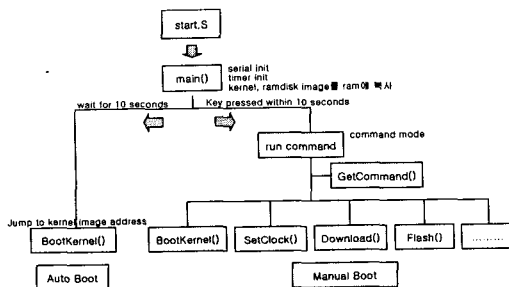 start.S
main()
serial init
timer init
kernel, ramdisk image를 ram에 복사
wait for 10 seconds
Key pressed within 10 seconds
run command
command mode
GetCommand()
Jump to kernel image address
BootKernel()
BootKernel()
SetClock()
Download()
Flash()
.........
Auto Boot
Manual Boot